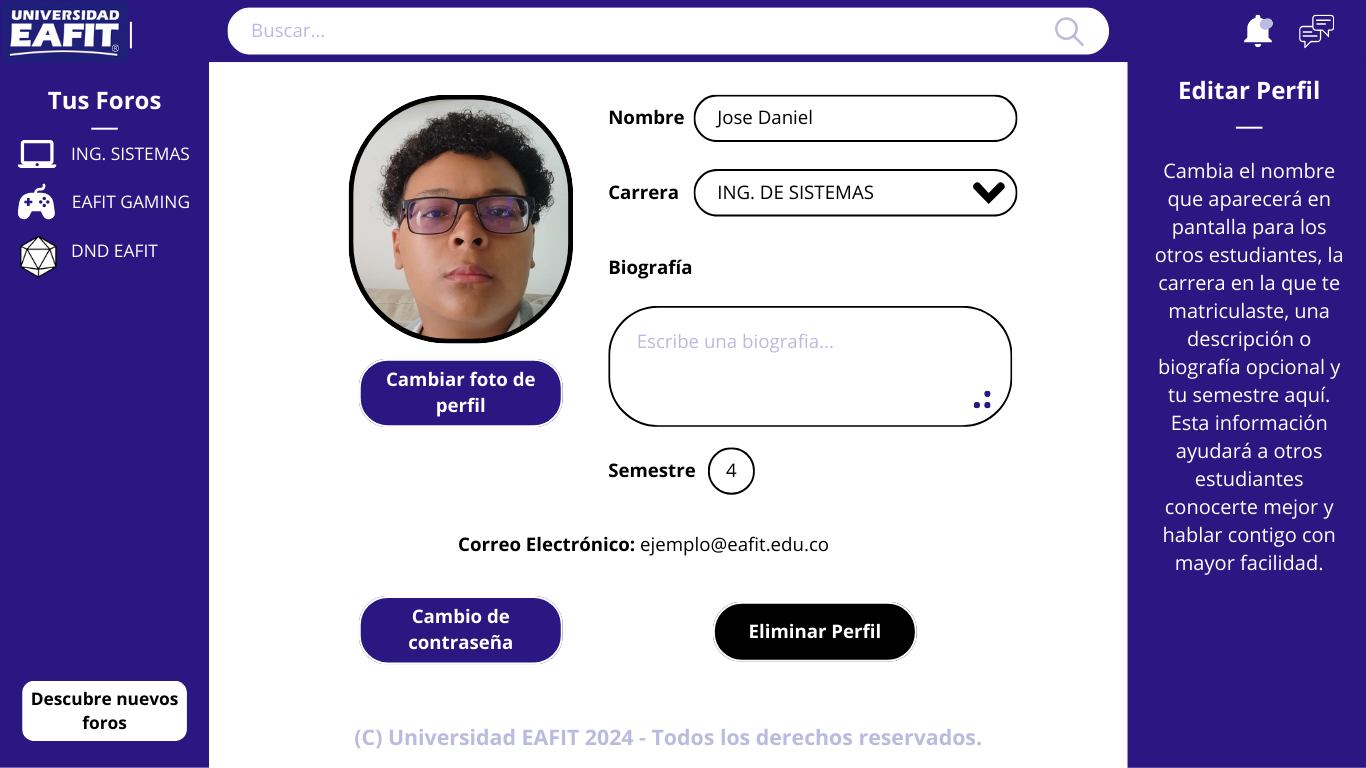 UNIVERSIDAD
EAFIT®
Buscar...
Tus Foros
ING. SISTEMAS
EAFIT GAMING
DND EAFIT
Descubre nuevos
foros
Cambiar foto de
perfil
Nombre
Jose Daniel
Carrera
ING. DE SISTEMAS
Biografía
Escribe una biografia...
Semestre
4
Correo Electrónico: ejemplo@eafit.edu.co
Cambio de
contraseña
Eliminar Perfil
(C) Universidad EAFIT 2024 - Todos los derechos reservados.
Editar Perfil
Cambia el nombre
que aparecerá en
pantalla para los
otros estudiantes, la
carrera en la que te
matriculaste, una
descripción o
biografía opcional y
tu semestre aquí.
Esta información
ayudará a otros
estudiantes
conocerte mejor y
hablar contigo con
mayor facilidad.